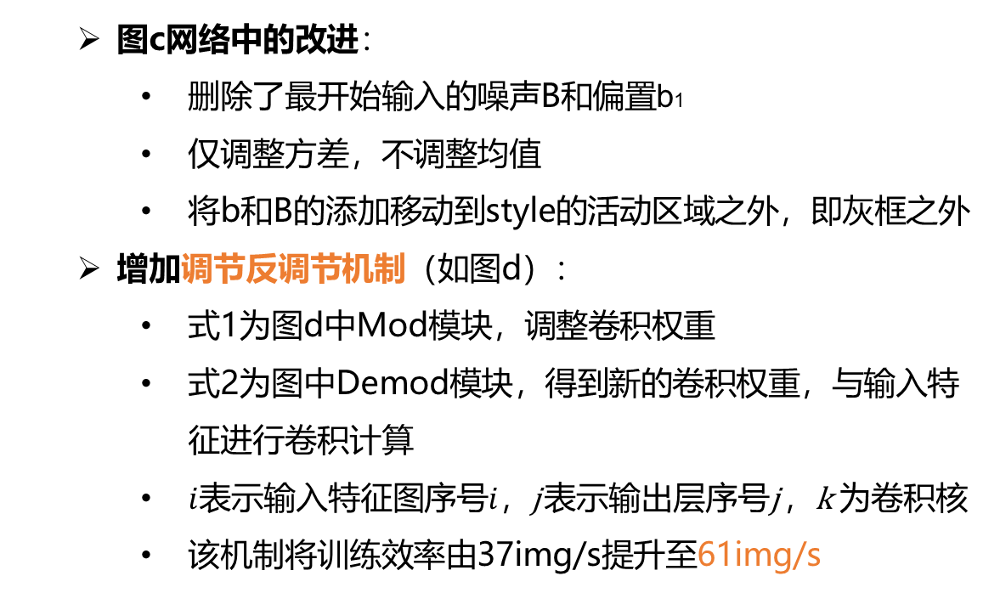 ➢ 图c网络中的改进：
• 删除了最开始输入的噪声B和偏置b₁
• 仅调整方差，不调整均值
• 将b和B的添加移动到style的活动区域之外，即灰框之外
➢ 增加调节反调节机制（如图d）：
• 式1为图d中Mod模块，调整卷积权重
• 式2为图中Demod模块，得到新的卷积权重，与输入特
征进行卷积计算
• i表示输入特征图序号i，j表示输出层序号j，k为卷积核
• 该机制将训练效率由37img/s提升至61img/s